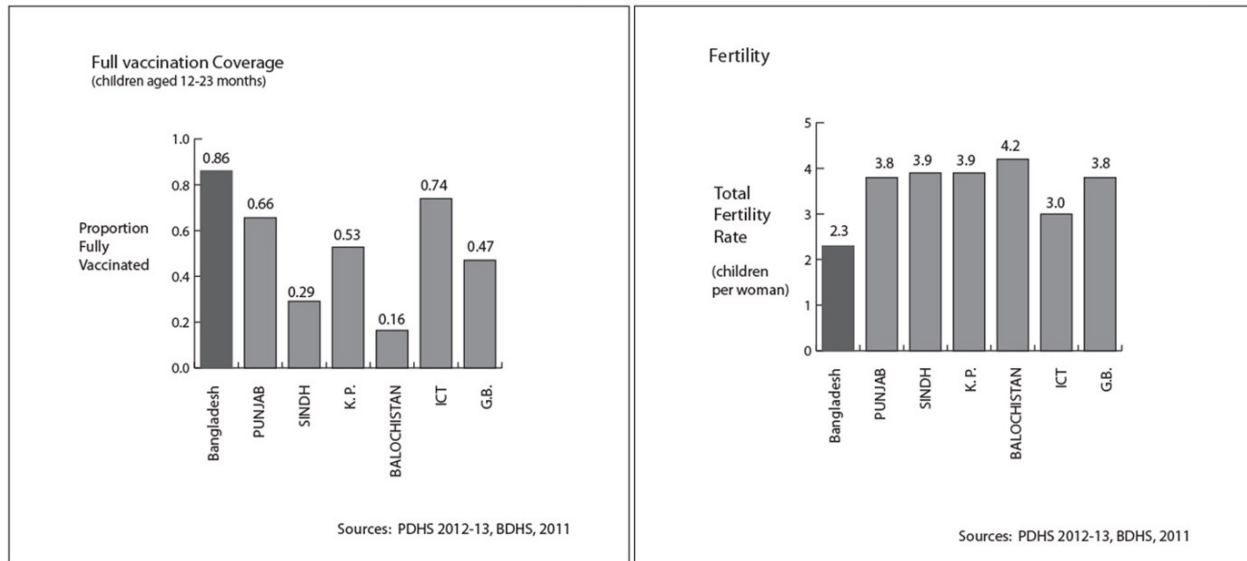 Full vaccination Coverage
(children aged 12-23 months)
1.0
0.8
0.6
0.4
0.2
0.0
Proportion
Fully
Vaccinated
0.86
0.66
0.29
0.53
0.16
0.74
0.47
Bangladesh
PUNJAB
SINDH
K. P.
BALOCHISTAN
ICT
G.B.
Sources: PDHS 2012-13, BDHS, 2011
Fertility
5
4
3
2
1
0
Total
Fertility
Rate
(children
per woman)
2.3
3.8
3.9
3.9
4.2
3.0
3.8
Bangladesh
PUNJAB
SINDH
K. P.
BALOCHISTAN
ICT
G.B.
Sources: PDHS 2012-13, BDHS, 2011